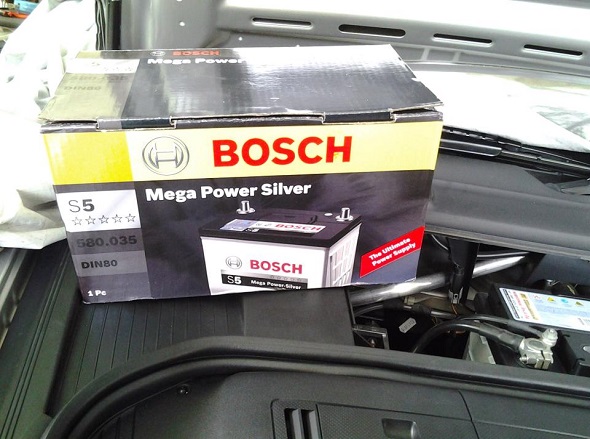 BOSCH
Mega Power
DIN80
BOSCH
S5
Mega Power Silver
580.035
DIN80
1 Pc
BOSCH
S5 Mega Power-Silver
The Ultimate
Power Supply